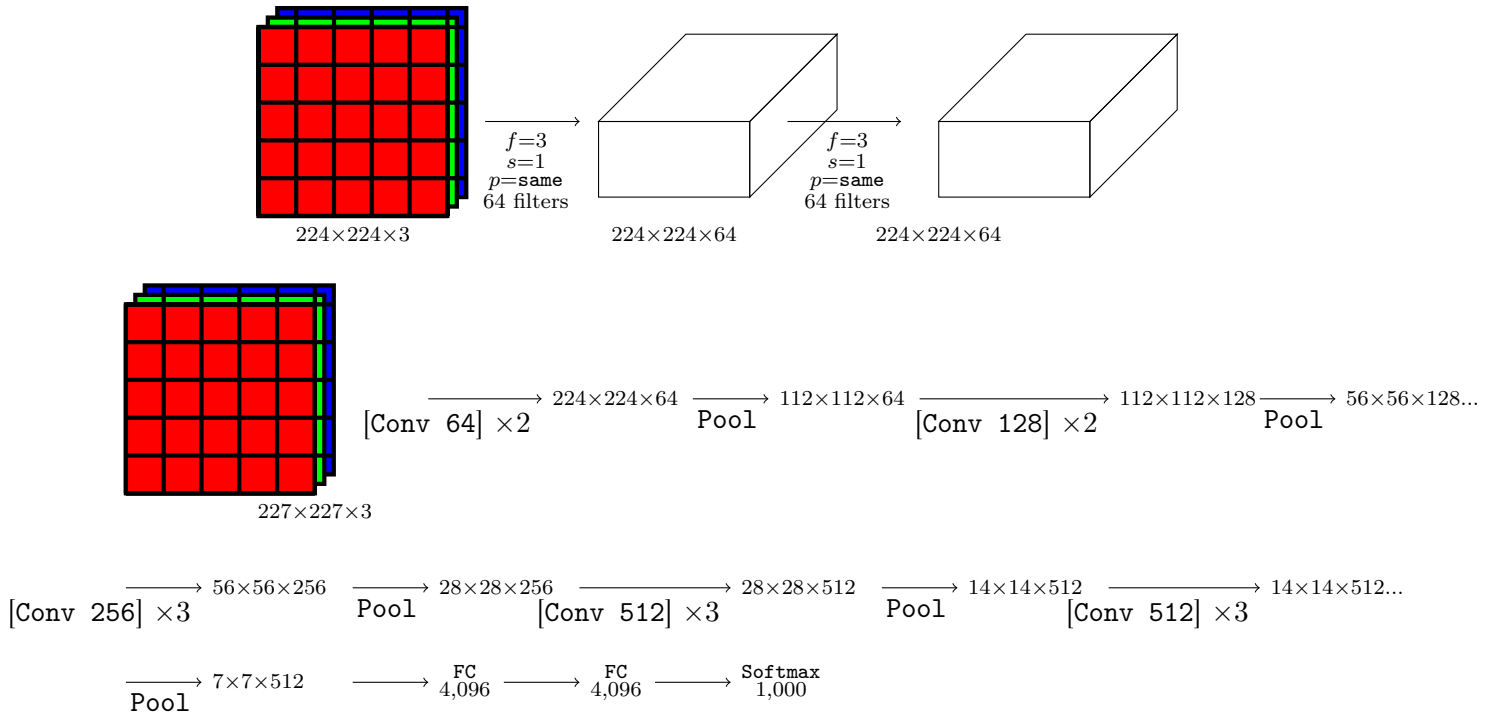 f=3
s=1
p=same
64 filters
f=3
s=1
p=same
64 filters
224×224×3
224×224×64
224×224×64
224×224×64
112×112×64
112×112×128
56×56×128...
[Conv 64] ×2
Pool
[Conv 128] ×2
Pool
227×227×3
56×56×256
28×28×256
28×28×512
14×14×512
14×14×512...
[Conv 256] ×3
Pool
[Conv 512] ×3
Pool
[Conv 512] ×3
Pool
7×7×512
FC
4,096
FC
4,096
Softmax
1,000